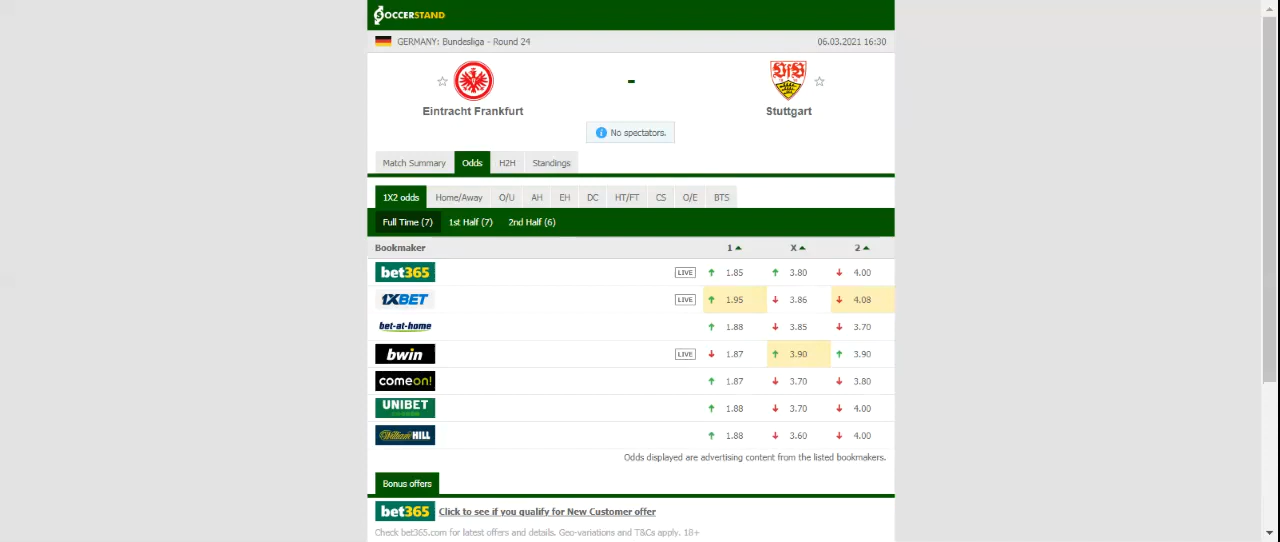 SOCCERSTAND
GERMANY: Bundesliga - Round 24 06.03.2021 16:30
-
Eintracht Frankfurt Stuttgart
No spectators.
Match Summary Odds H2H Standings
1X2 odds Home/Away O/U AH EH DC HT/FT CS O/E BTS
Full Time (7) 1st Half (7) 2nd Half (6)
Bookmaker 1 X 2
bet365 LIVE 1.85 3.80 4.00
1XBET LIVE 1.95 3.86 4.08
bet-at-home 1.88 3.85 3.70
bwin LIVE 1.87 3.90 3.90
comeon! 1.87 3.70 3.80
UNIBET 1.88 3.70 4.00
William HILL 1.88 3.60 4.00
Odds displayed are advertising content from the listed bookmakers.
Bonus offers
bet365 Click to see if you qualify for New Customer offer
Check bet365.com for latest offers and details. Geo-variations and T&Cs apply. 18+